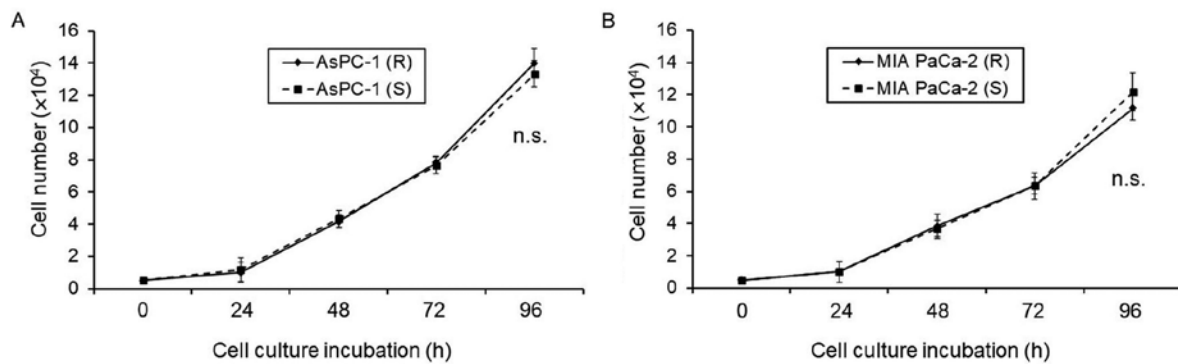 A
Cell number (×10⁴)
16
14
12
10
8
6
4
2
0
AsPC-1 (R)
AsPC-1 (S)
n.s.
0 24 48 72 96
Cell culture incubation (h)
B
Cell number (×10⁴)
16
14
12
10
8
6
4
2
0
MIA PaCa-2 (R)
MIA PaCa-2 (S)
n.s.
0 24 48 72 96
Cell culture incubation (h)